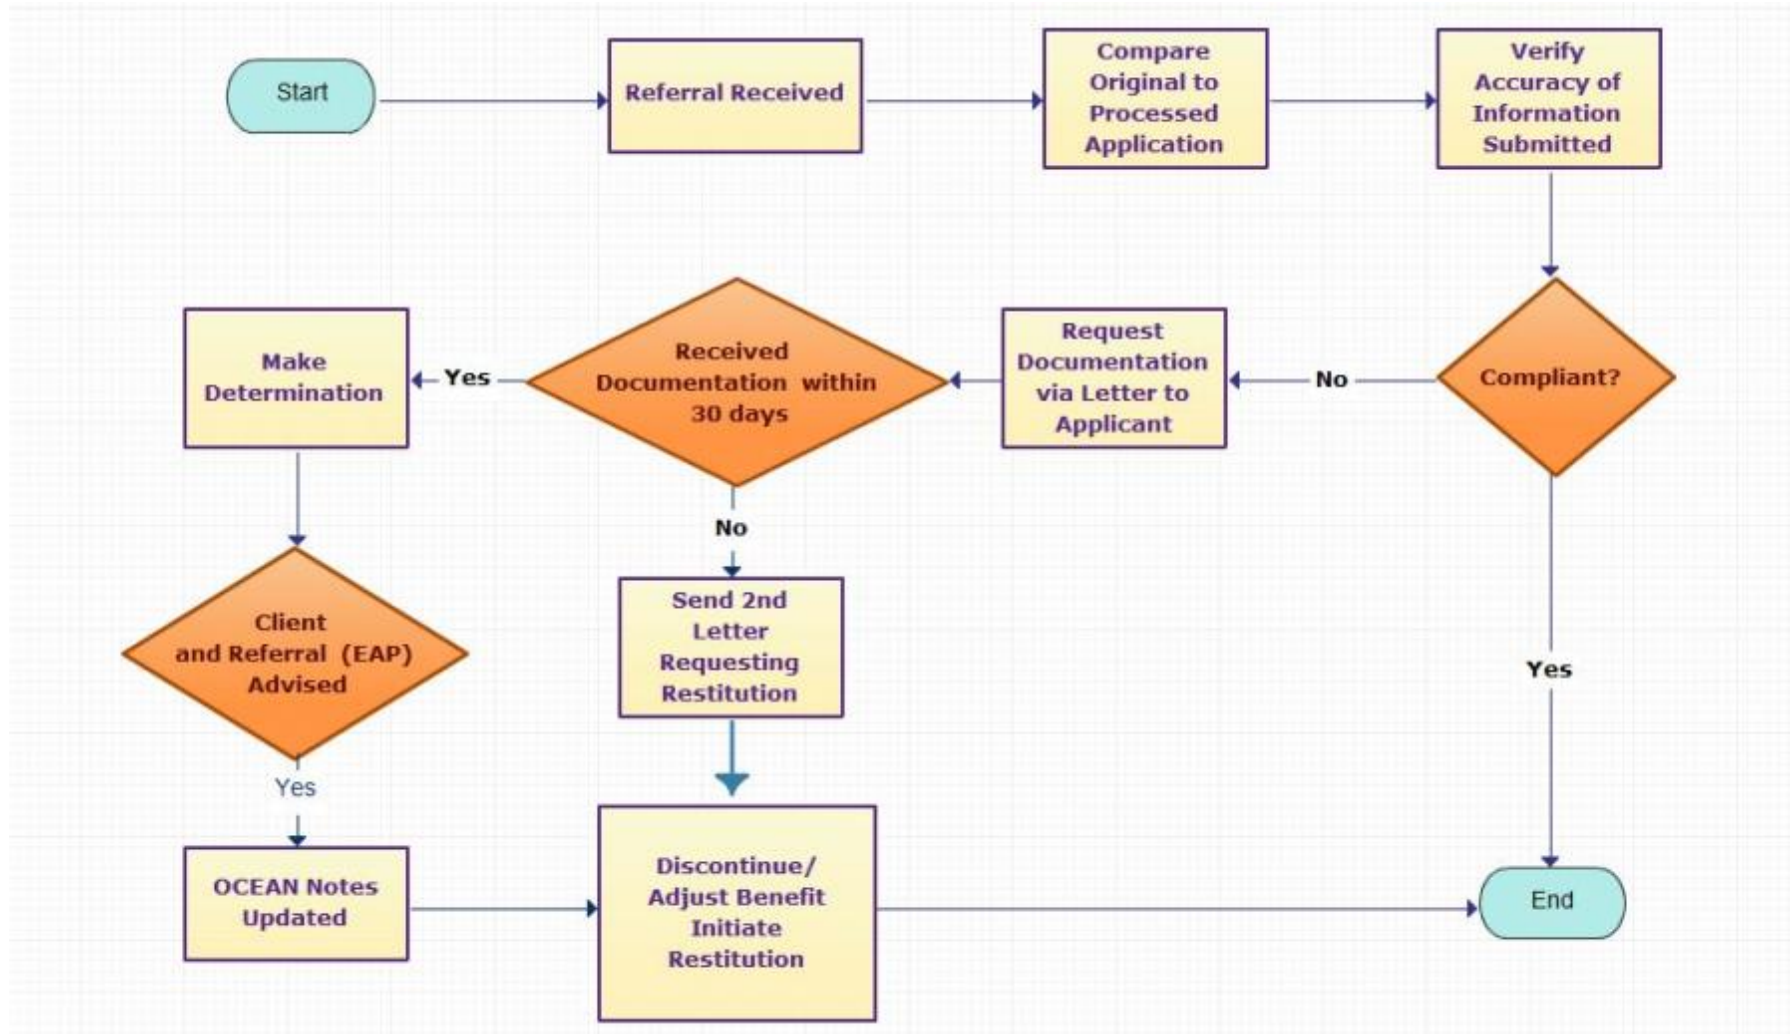 Start
Referral Received
Compare
Original to
Processed
Application
Verify
Accuracy of
Information
Submitted
Compliant?
No
Request
Documentation
via Letter to
Applicant
Received
Documentation within
30 days
Yes
Make
Determination
No
Send 2nd
Letter
Requesting
Restitution
Client
and Referral (EAP)
Advised
Yes
Yes
OCEAN Notes
Updated
Discontinue/
Adjust Benefit
Initiate
Restitution
End